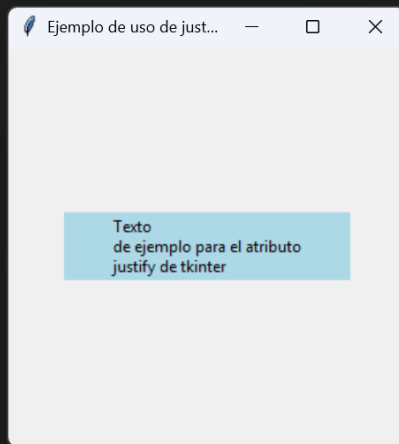 Ejemplo de uso de just...
Texto
de ejemplo para el atributo
justify de tkinter